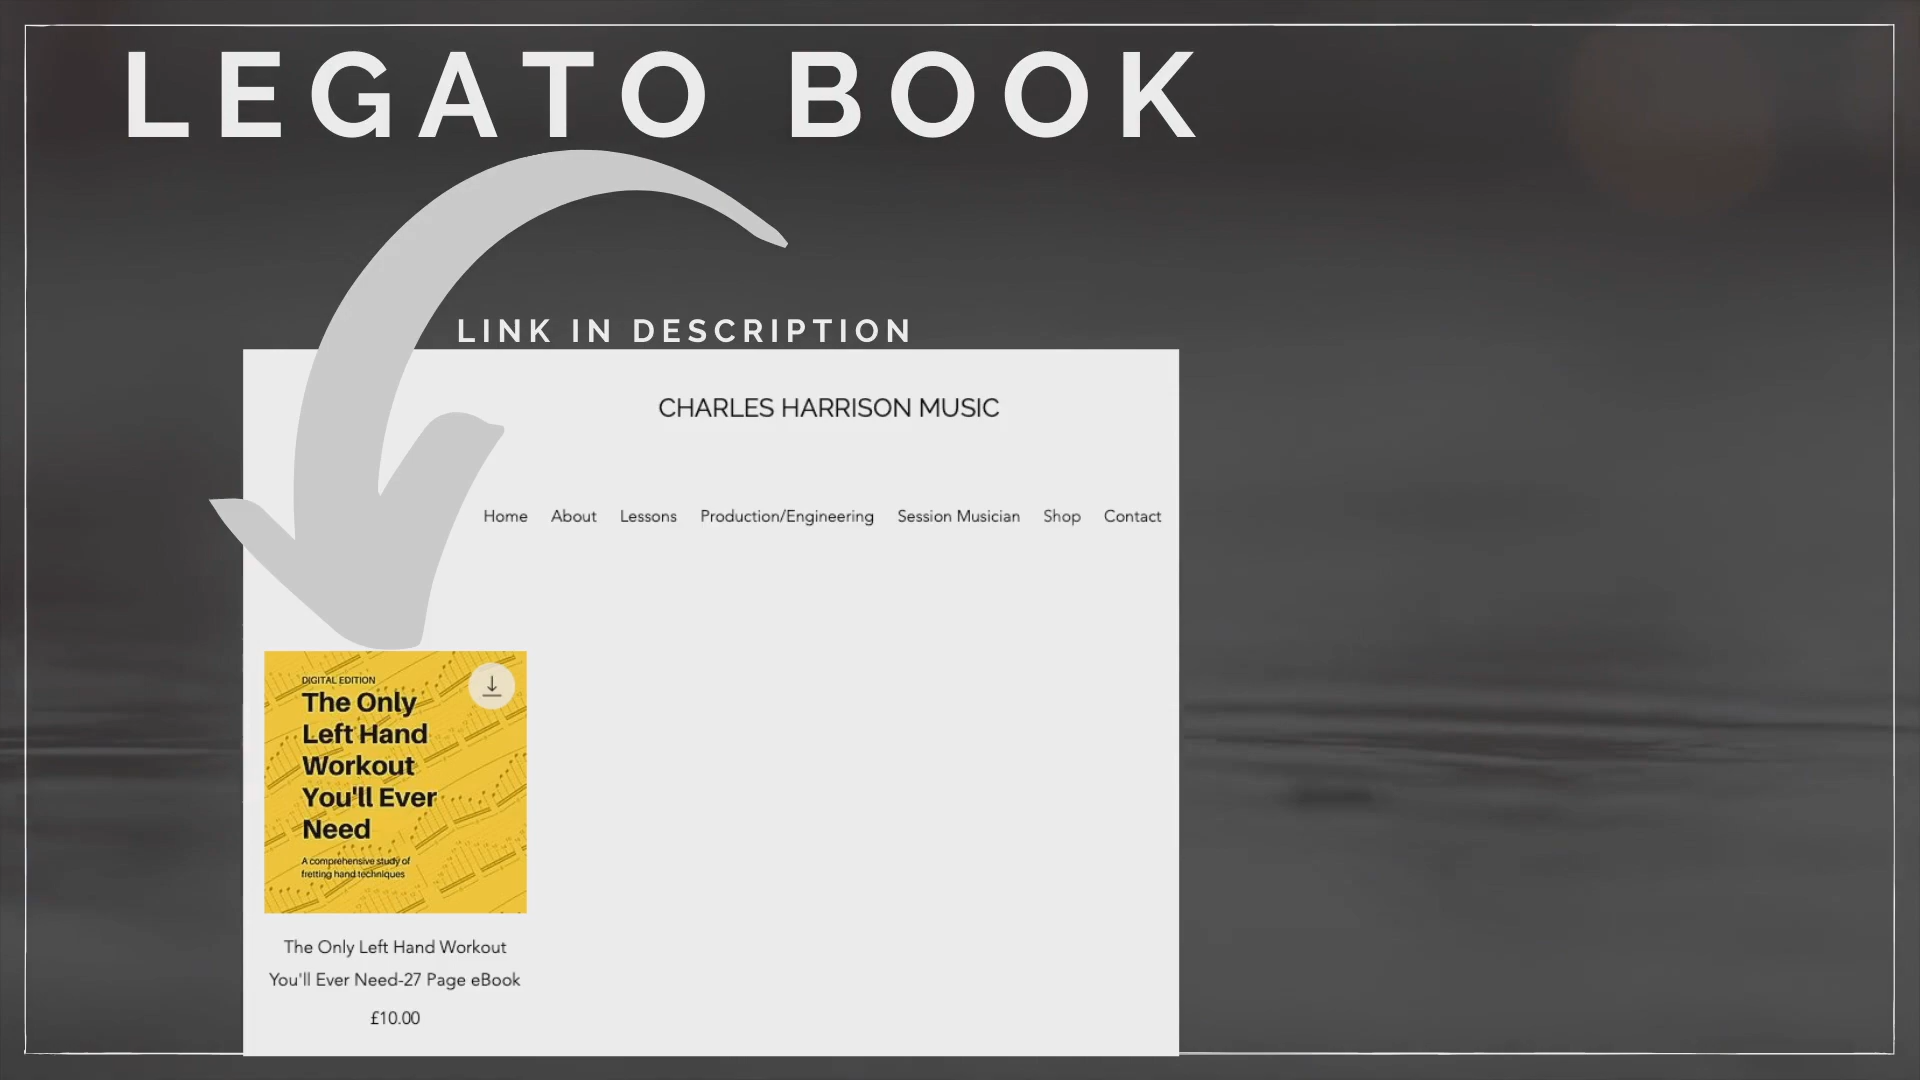 LEGATO BOOK
LINK IN DESCRIPTION
CHARLES HARRISON MUSIC
Home About Lessons Production/Engineering Session Musician Shop Contact
DIGITAL EDITION
The Only
Left Hand
Workout
You'll Ever
Need
A comprehensive study of
fretting hand techniques
The Only Left Hand Workout
You'll Ever Need-27 Page eBook
£10.00